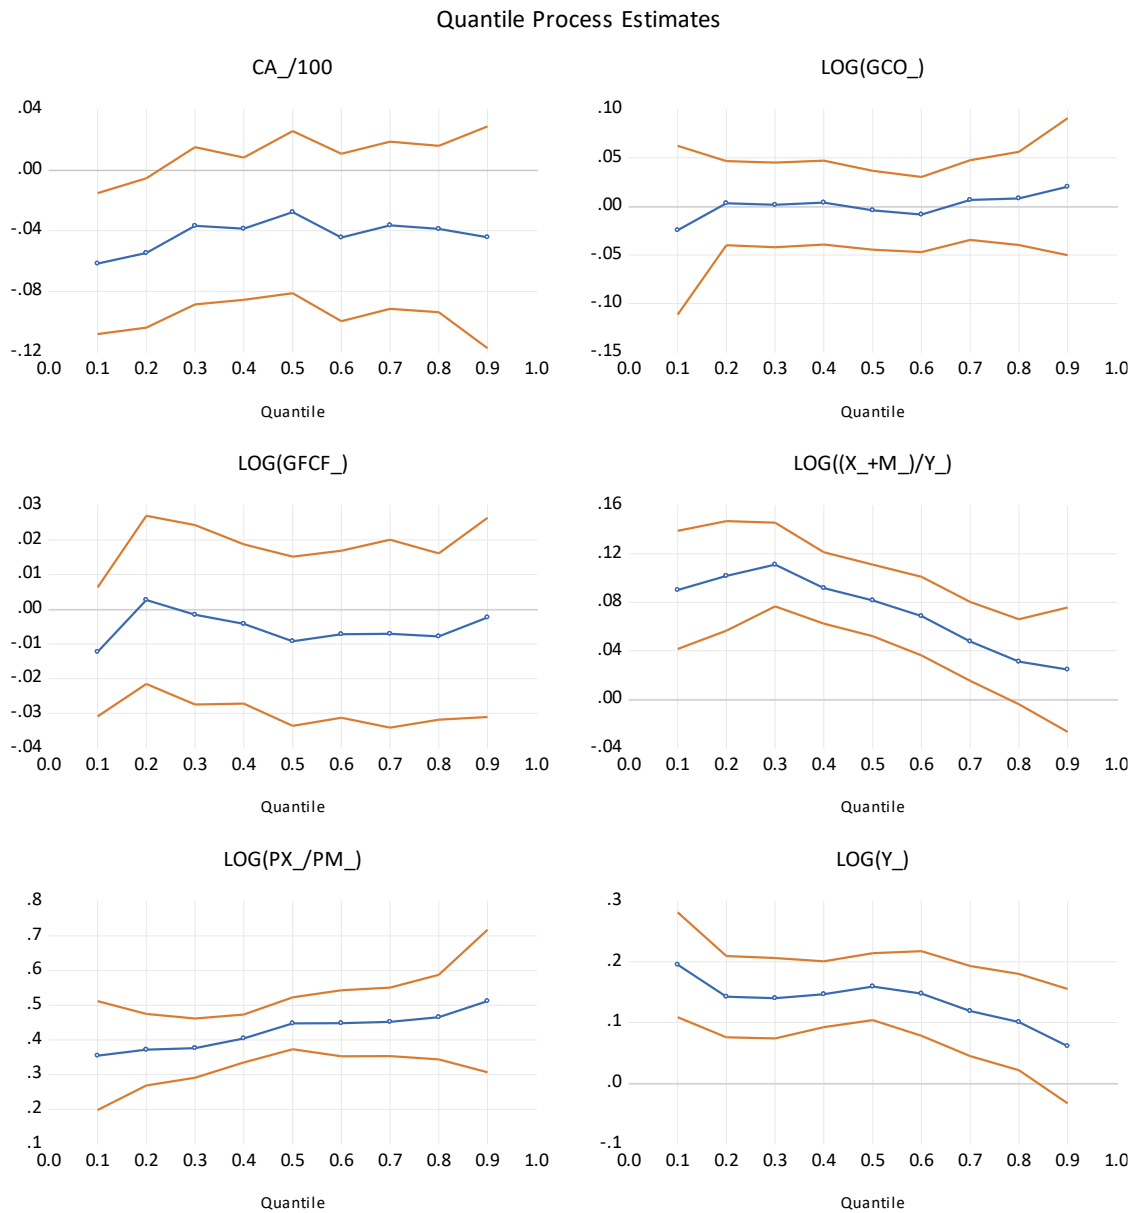 Quantile Process Estimates
CA_/100
.04
.00
-.04
-.08
-.12
0.0 0.1 0.2 0.3 0.4 0.5 0.6 0.7 0.8 0.9 1.0
Quantile
LOG(GCO_)
.10
.05
.00
-.05
-.10
-.15
0.0 0.1 0.2 0.3 0.4 0.5 0.6 0.7 0.8 0.9 1.0
Quantile
LOG(GFCF_)
.03
.02
.01
.00
-.01
-.02
-.03
-.04
0.0 0.1 0.2 0.3 0.4 0.5 0.6 0.7 0.8 0.9 1.0
Quantile
LOG((X_+M_)/Y_)
.16
.12
.08
.04
.00
-.04
0.0 0.1 0.2 0.3 0.4 0.5 0.6 0.7 0.8 0.9 1.0
Quantile
LOG(PX_/PM_)
.8
.7
.6
.5
.4
.3
.2
.1
0.0 0.1 0.2 0.3 0.4 0.5 0.6 0.7 0.8 0.9 1.0
Quantile
LOG(Y_)
.3
.2
.1
.0
-.1
0.0 0.1 0.2 0.3 0.4 0.5 0.6 0.7 0.8 0.9 1.0
Quantile